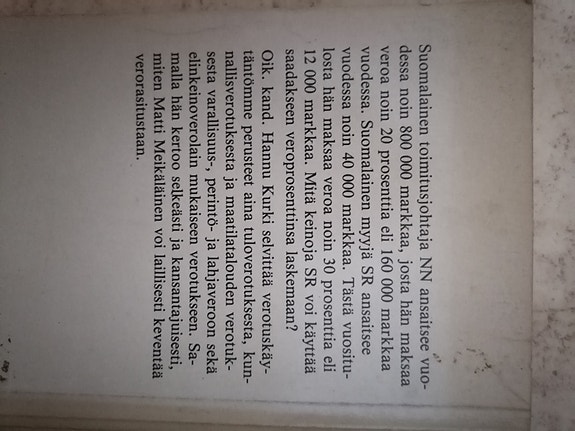 Suomalainen toimitusjohtaja NN ansaitsee vuo-
dessa noin 800 000 markkaa, josta hän maksaa
veroa noin 20 prosenttia eli 160 000 markkaa
vuodessa. Suomalainen myyjä SR ansaitsee
vuodessa noin 40 000 markkaa. Tästä vuositu-
losta hän maksaa veroa noin 30 prosenttia eli
12 000 markkaa. Mitä keinoja SR voi käyttää
saadakseen veroprosenttinsa laskemaan?
Oik. kand. Hannu Kurki selvittää verotuskäy-
täntömme perusteet aina tuloverotuksesta, kun-
nallisverotuksesta ja maatilatalouden verotuk-
sesta varallisuus-, perintö- ja lahjaveroon sekä
elinkeinoverolain mukaiseen verotukseen. Sa-
malla hän kertoo selkeästi ja kansantajuisesti,
miten Matti Meikäläinen voi laillisesti keventää
verorasitustaan.